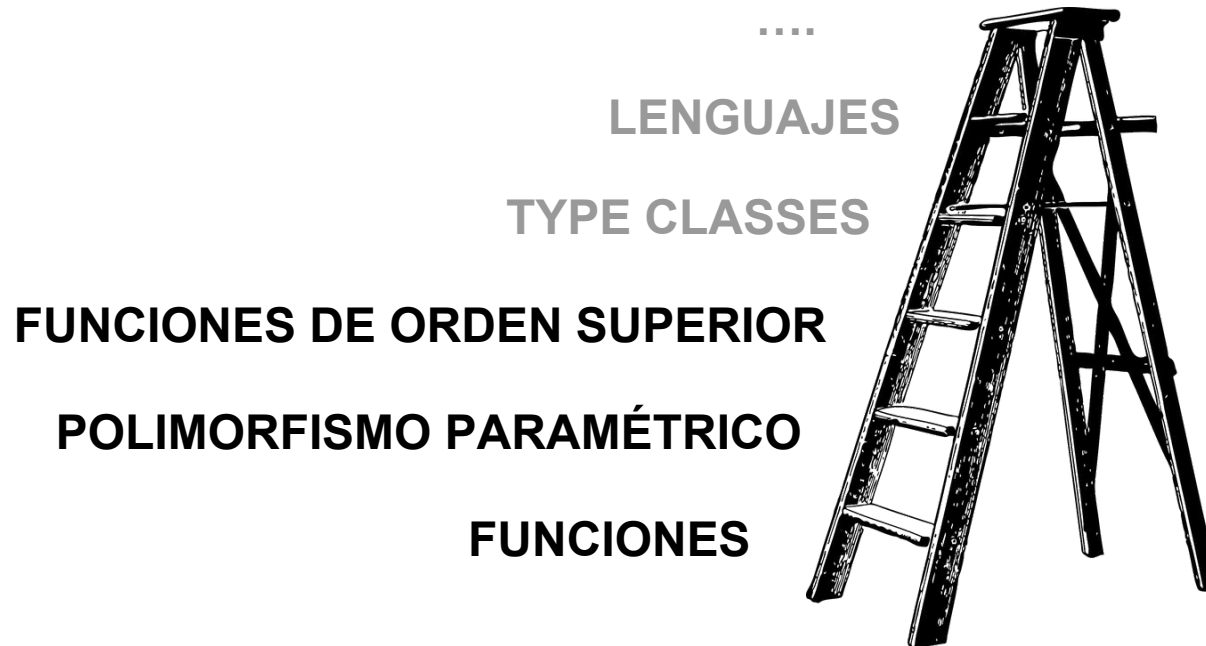 ....
LENGUAJES
TYPE CLASSES
FUNCIONES DE ORDEN SUPERIOR
POLIMORFISMO PARAMÉTRICO
FUNCIONES